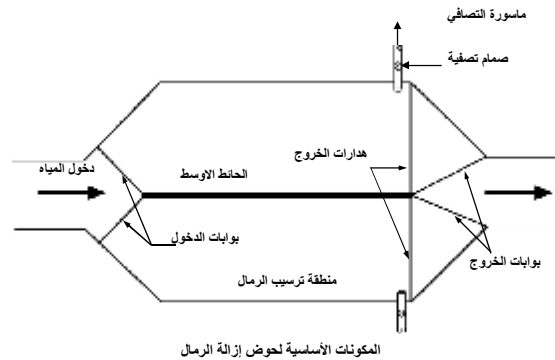 ماسورة التصافي
صمام تصفية
هدارات الخروج
دخول المياه
الحائط الاوسط
بوابات الدخول
بوابات الخروج
منطقة ترسيب الرمال
المكونات الأساسية لحوض إزالة الرمال